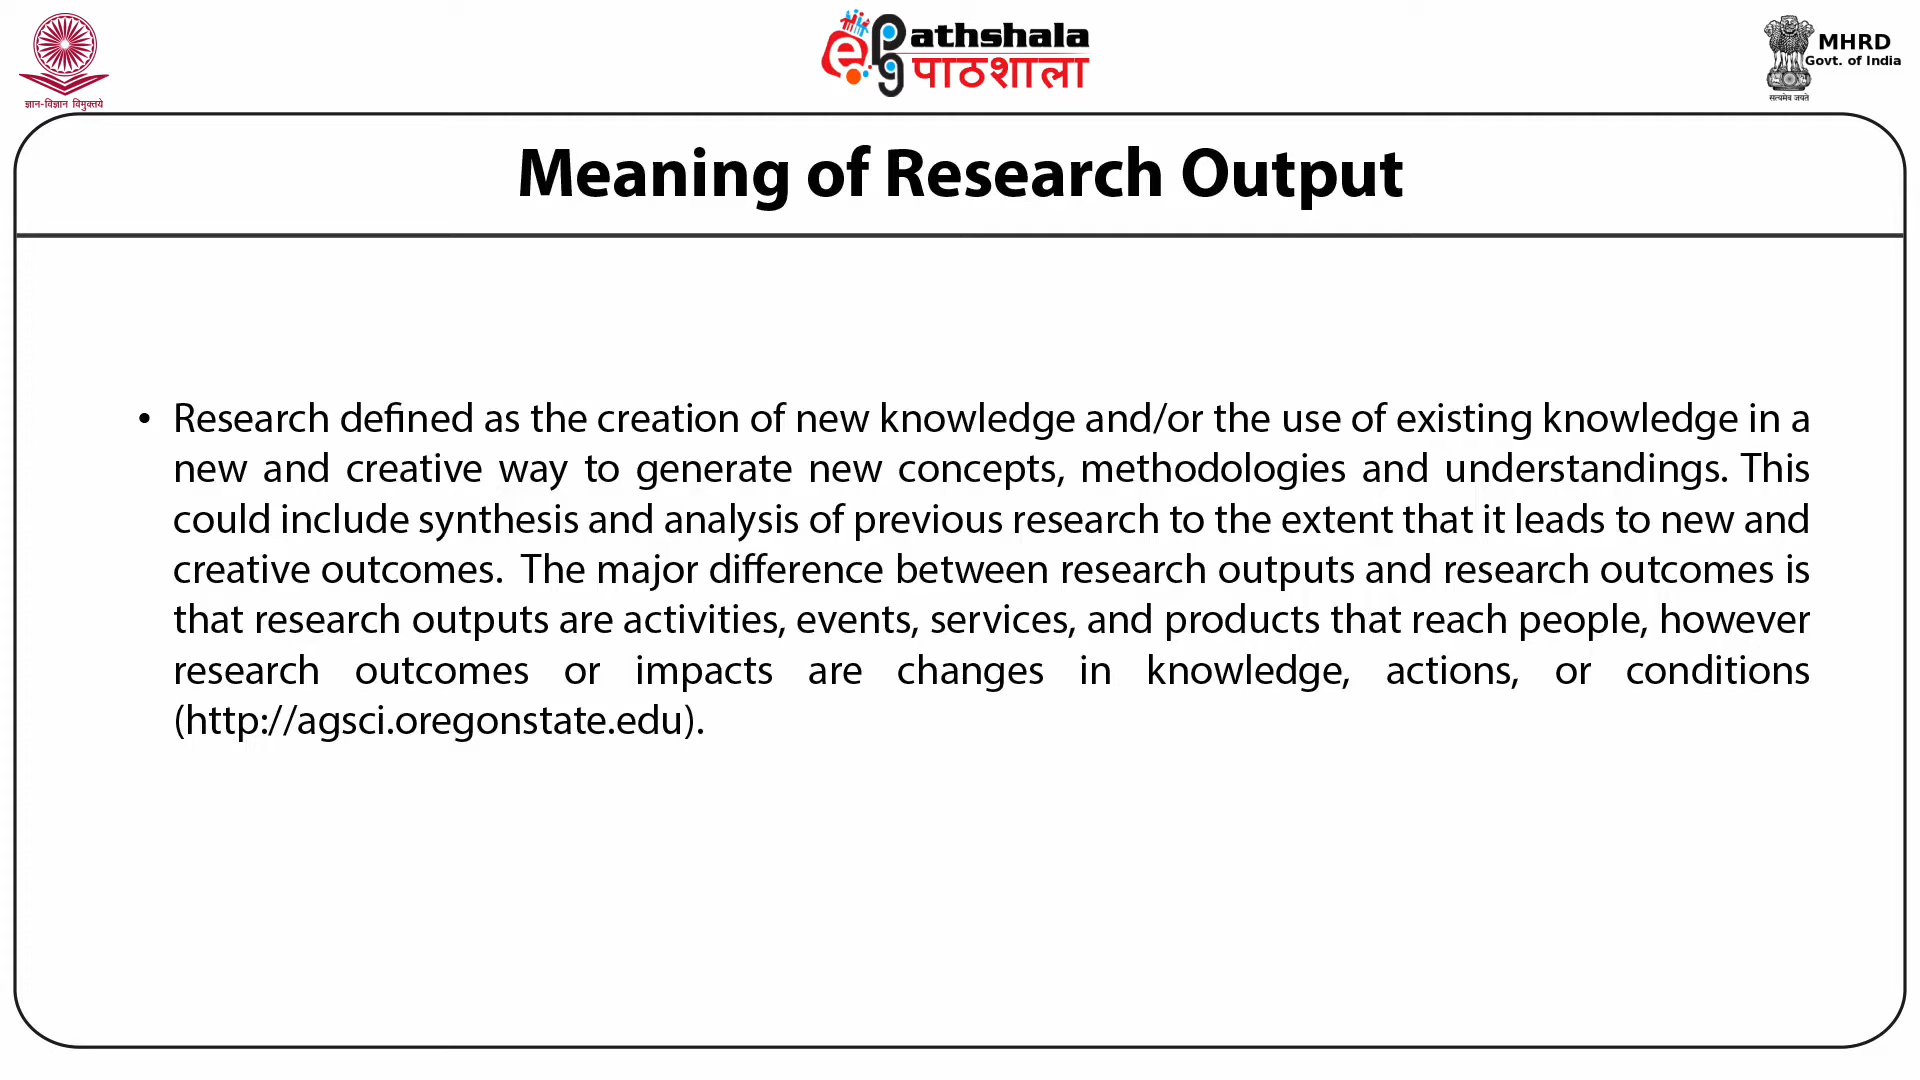 ज्ञान-विज्ञान विमुक्तये
e pg athshala
पाठशाला
MHRD
Govt. of India
सत्यमेव जयते
Meaning of Research Output
• Research defined as the creation of new knowledge and/or the use of existing knowledge in a
new and creative way to generate new concepts, methodologies and understandings. This
could include synthesis and analysis of previous research to the extent that it leads to new and
creative outcomes.  The major difference between research outputs and research outcomes is
that research outputs are activities, events, services, and products that reach people, however
research outcomes or impacts are changes in knowledge, actions, or conditions
(http://agsci.oregonstate.edu).